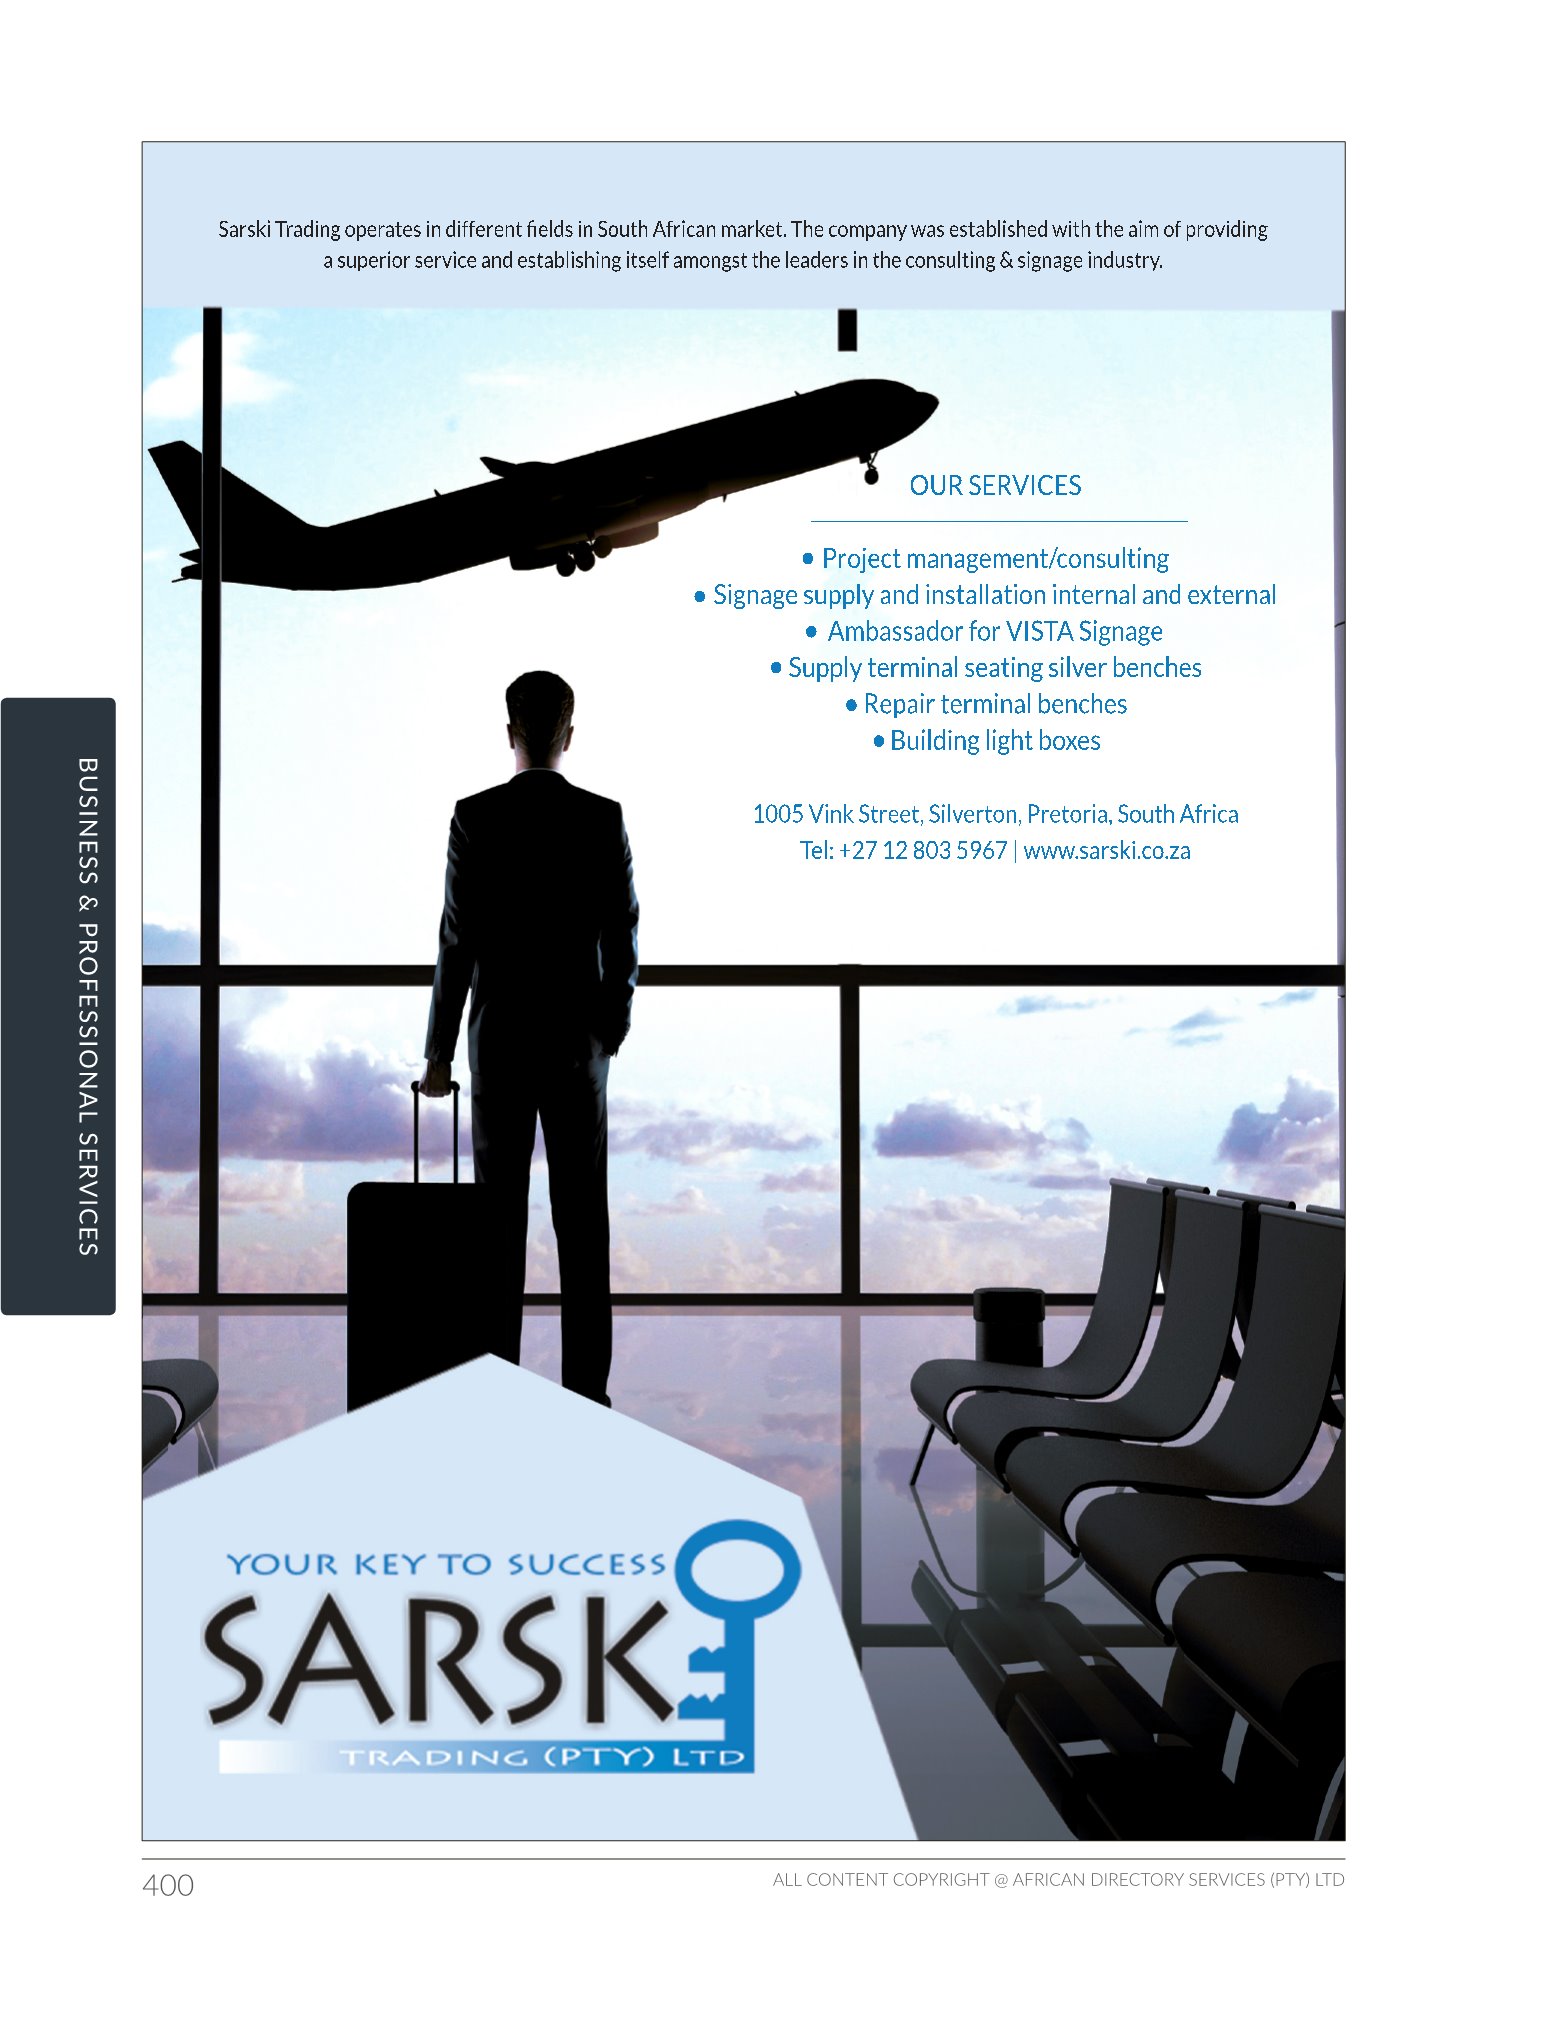 Sarski Trading operates in different fields in South African market. The company was established with the aim of providing
a superior service and establishing itself amongst the leaders in the consulting & signage industry.
OUR SERVICES
• Project management/consulting
• Signage supply and installation internal and external
• Ambassador for VISTA Signage
• Supply terminal seating silver benches
• Repair terminal benches
• Building light boxes
1005 Vink Street, Silverton, Pretoria, South Africa
Tel: +27 12 803 5967 | www.sarski.co.za
BUSINESS & PROFESSIONAL SERVICES
YOUR KEY TO SUCCESS
SARSKI
TRADING (PTY) LTD
400
ALL CONTENT COPYRIGHT @ AFRICAN DIRECTORY SERVICES (PTY) LTD